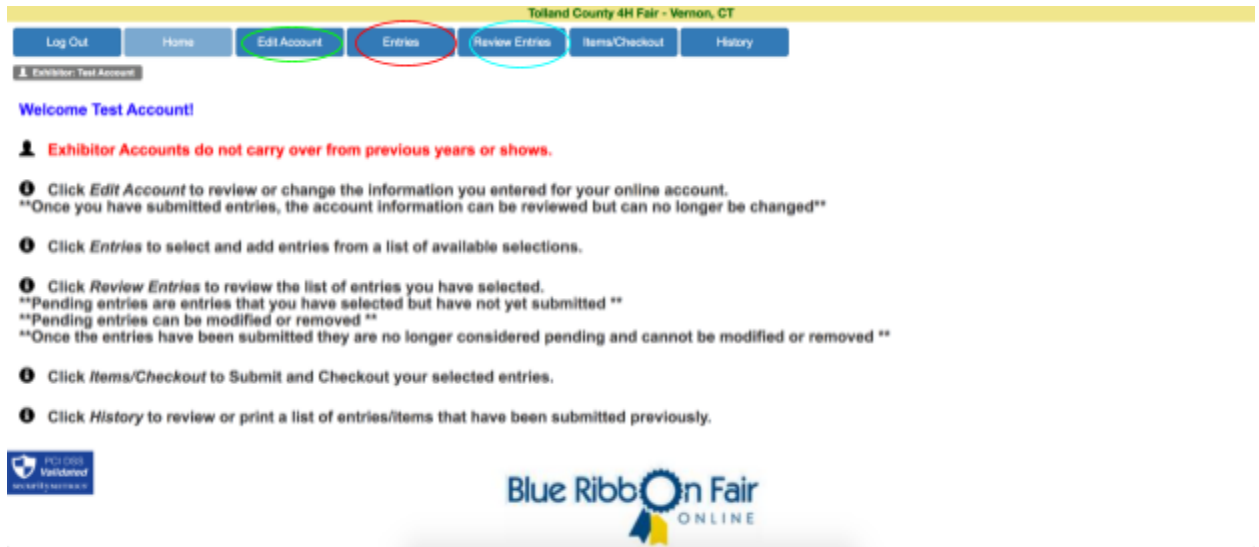 Tolland County 4H Fair - Vernon, CT
Log Out Home Edit Account Entries Review Entries Items/Checkout History
Exhibitor: Test Account
Welcome Test Account!
Exhibitor Accounts do not carry over from previous years or shows.
Click Edit Account to review or change the information you entered for your online account.
**Once you have submitted entries, the account information can be reviewed but can no longer be changed**
Click Entries to select and add entries from a list of available selections.
Click Review Entries to review the list of entries you have selected.
**Pending entries are entries that you have selected but have not yet submitted **
**Pending entries can be modified or removed **
**Once the entries have been submitted they are no longer considered pending and cannot be modified or removed **
Click Items/Checkout to Submit and Checkout your selected entries.
Click History to review or print a list of entries/items that have been submitted previously.
PCI DSS
Validated
securitymetrics
Blue Ribbon Fair
ONLINE